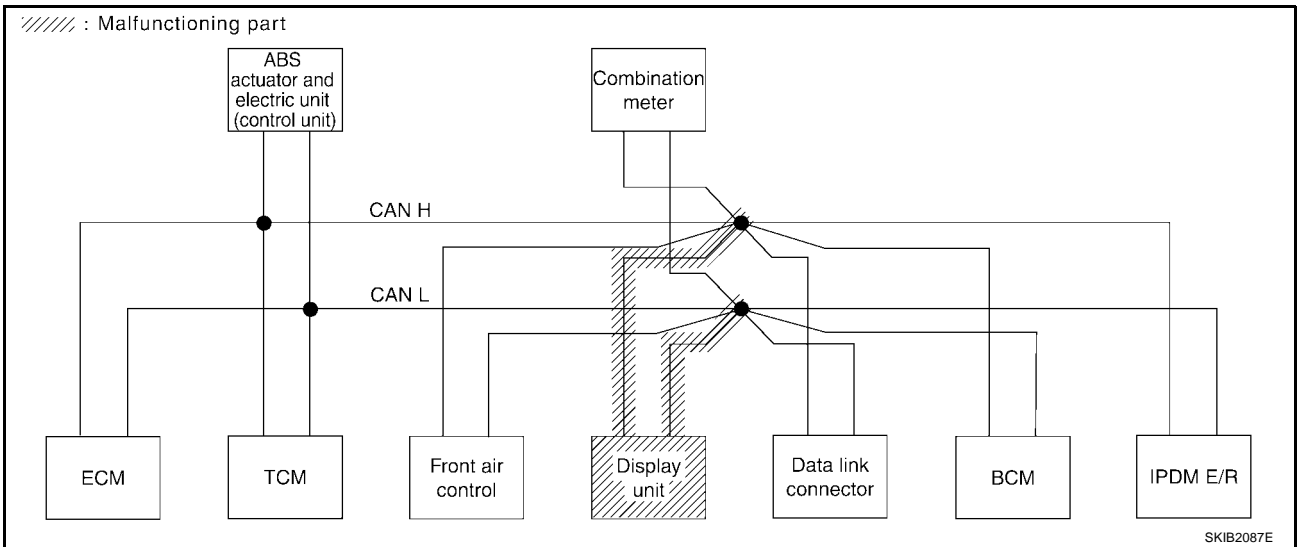 : Malfunctioning part
ABS
actuator and
electric unit
(control unit)
Combination
meter
CAN H
CAN L
ECM
TCM
Front air
control
Display
unit
Data link
connector
BCM
IPDM E/R
SKIB2087E